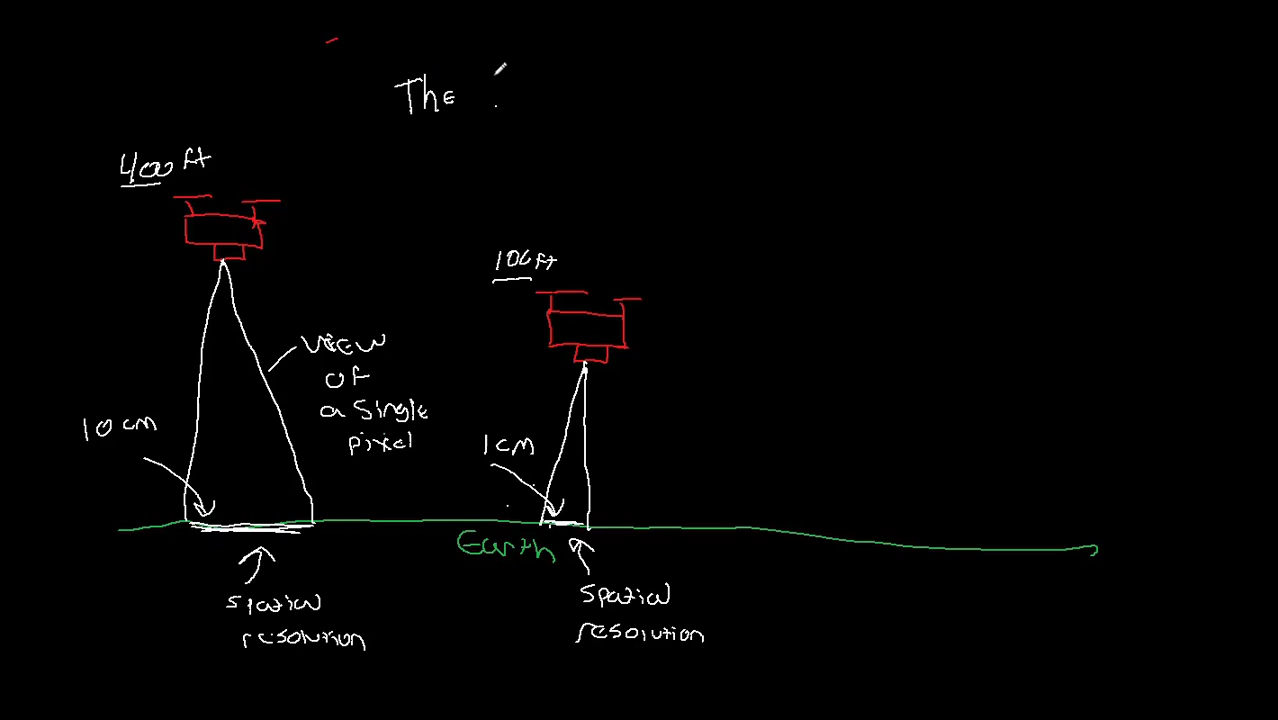 The
400 ft
100 ft
View
of
a single
pixel
10 cm
1 cm
Earth
spatial
resolution
spatial
resolution